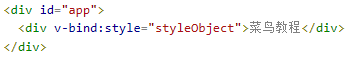 <div id="app">
<div v-bind:style="styleObject">菜鸟教程</div>
</div>